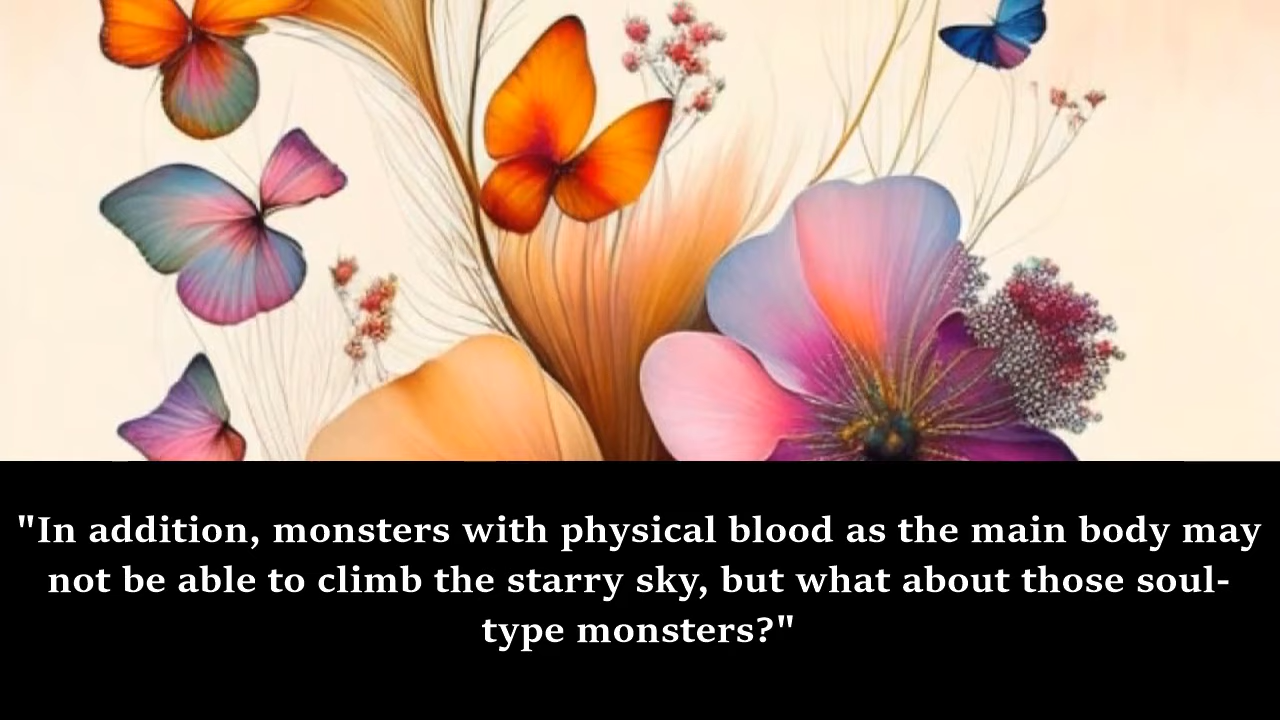 "In addition, monsters with physical blood as the main body may
not be able to climb the starry sky, but what about those soul-
type monsters?"